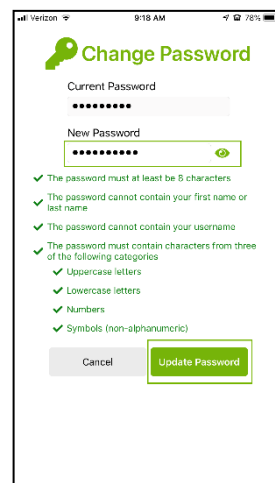 Verizon 9:18 AM 78%
Change Password
Current Password
•••••••••
New Password
••••••••••
The password must at least be 8 characters
The password cannot contain your first name or
last name
The password cannot contain your username
The password must contain characters from three
of the following categories
Uppercase letters
Lowercase letters
Numbers
Symbols (non-alphanumeric)
Cancel Update Password